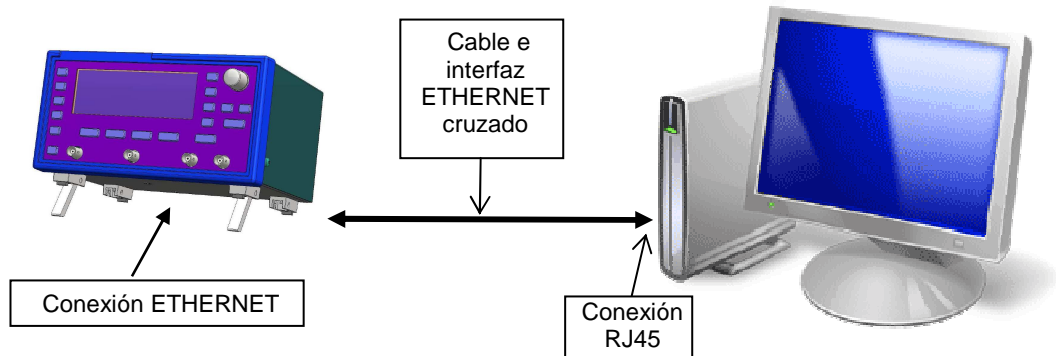 Cable e
interfaz
ETHERNET
cruzado
Conexión ETHERNET
Conexión
RJ45